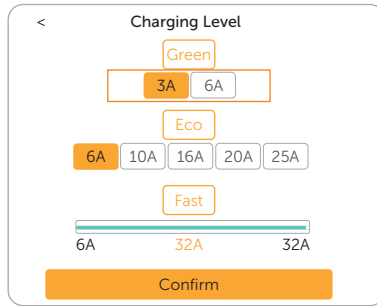 < Charging Level
Green
3A 6A
Eco
6A 10A 16A 20A 25A
Fast
6A 32A 32A
Confirm